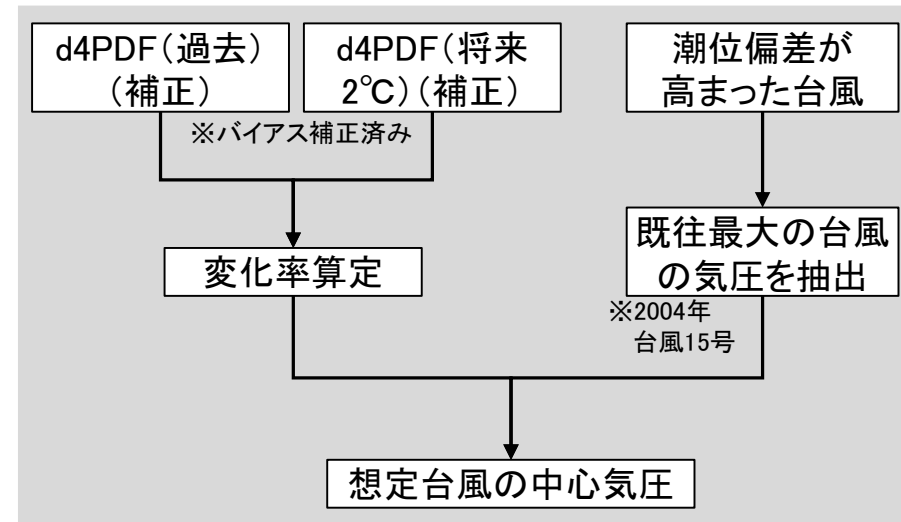 d4PDF（過去）
（補正）
d4PDF（将来
2℃）（補正）
※バイアス補正済み
変化率算定
潮位偏差が
高まった台風
既往最大の台風
の気圧を抽出
※2004年
台風15号
想定台風の中心気圧